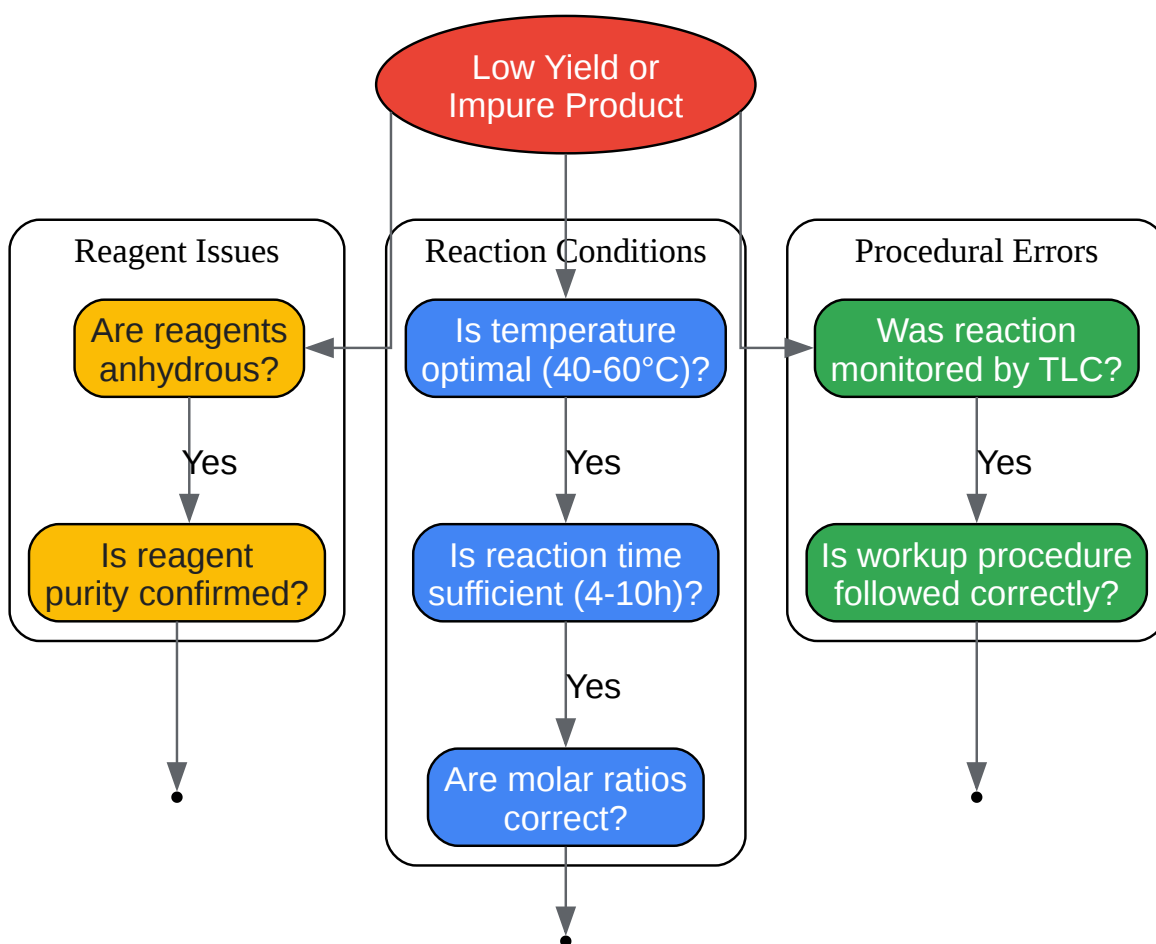 Low Yield or
Impure Product
Reagent Issues
Are reagents
anhydrous?
Yes
Is reagent
purity confirmed?
Reaction Conditions
Is temperature
optimal (40-60°C)?
Yes
Is reaction time
sufficient (4-10h)?
Yes
Are molar ratios
correct?
Procedural Errors
Was reaction
monitored by TLC?
Yes
Is workup procedure
followed correctly?